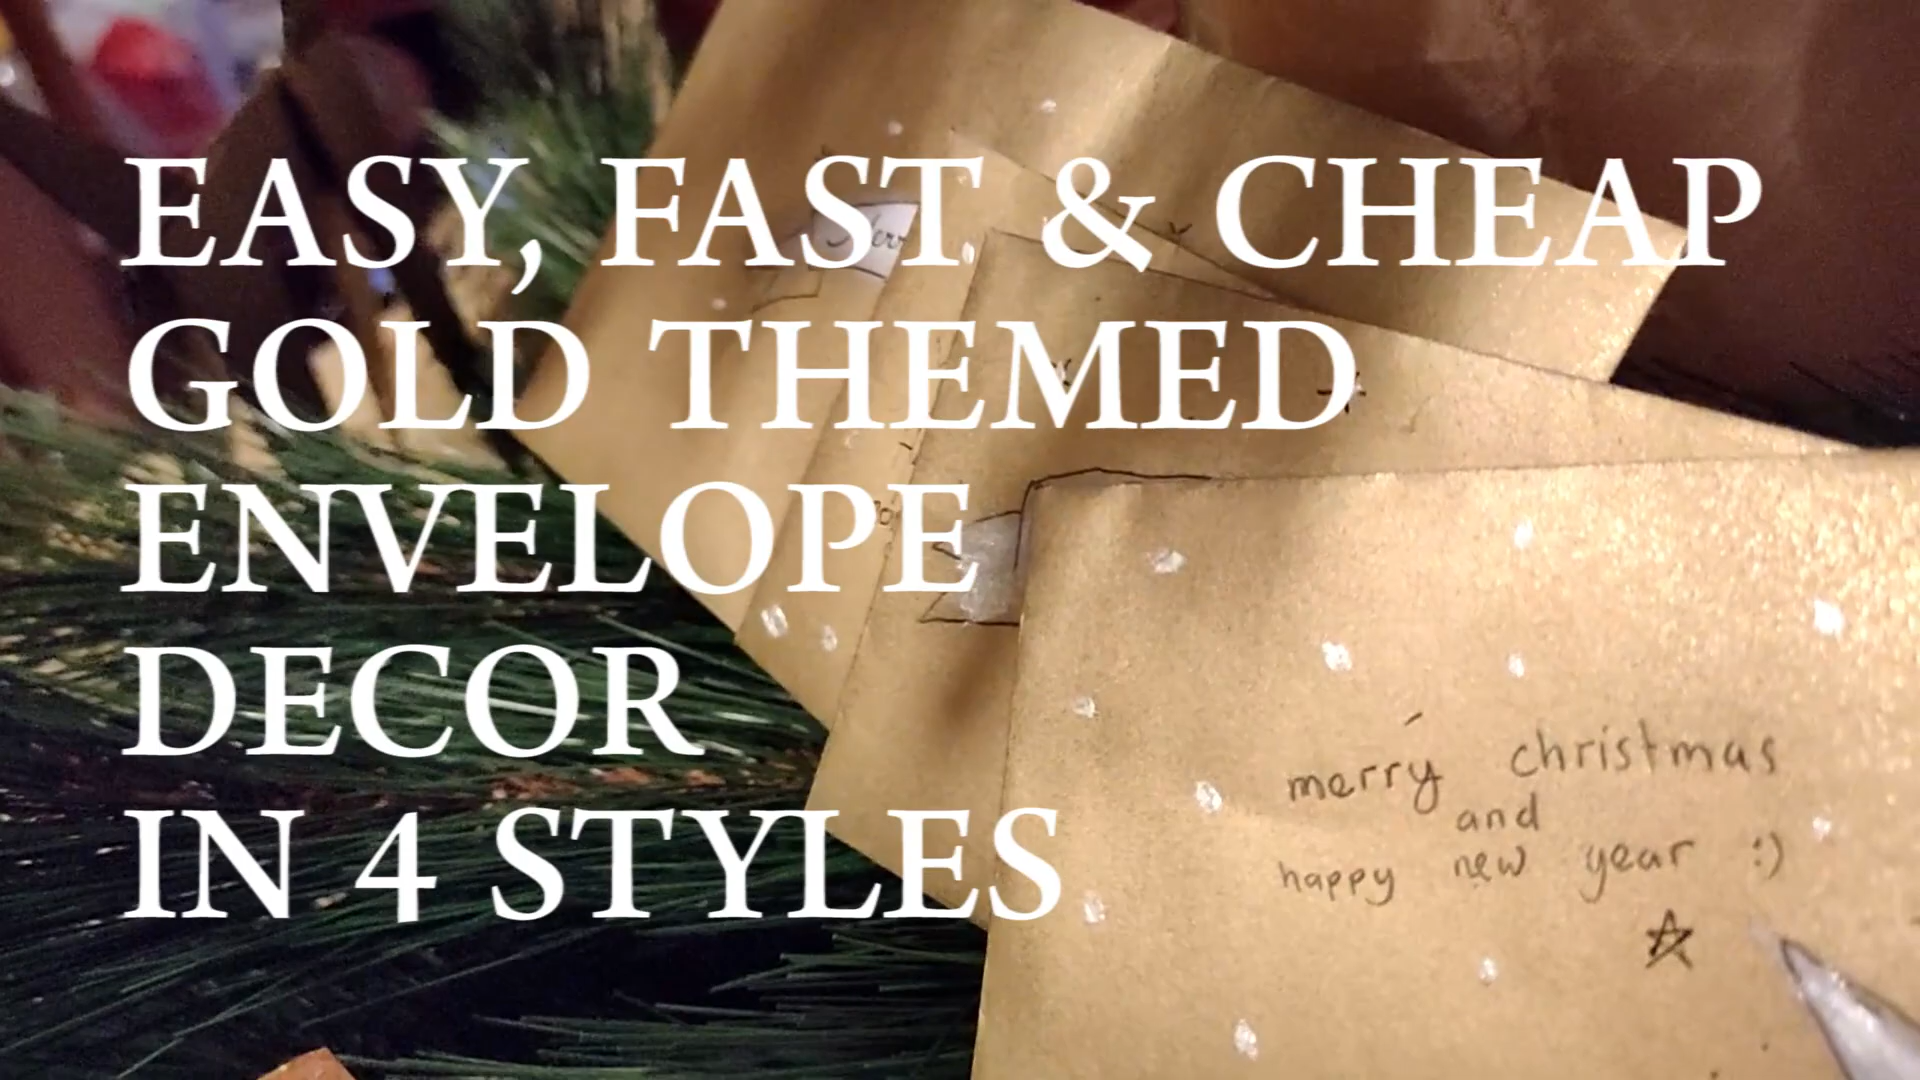 EASY, FAST & CHEAP
GOLD THEMED
ENVELOPE
DECOR
IN 4 STYLES
merry christmas
and
happy new year :)